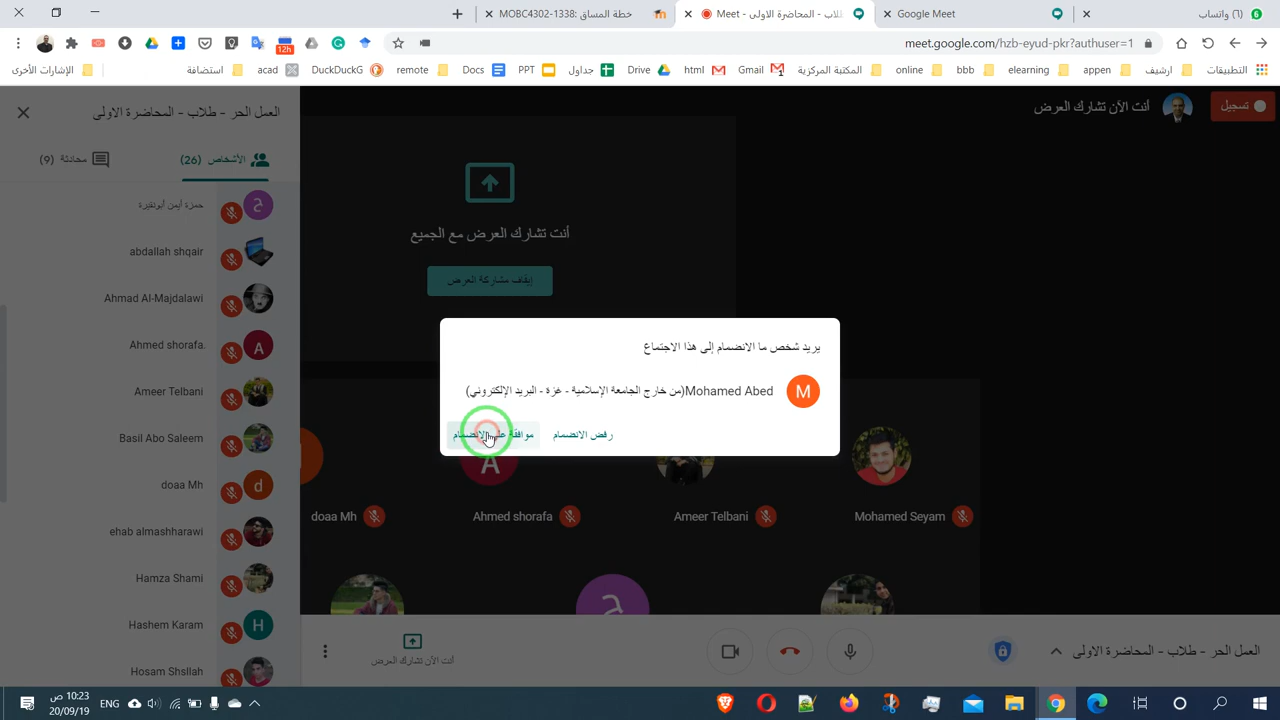 (1) واتساب
Google Meet
Meet - طلاب - المحاضرة الاولى
خطة المساق: MOBC4302-1338
meet.google.com/hzb-eyud-pkr?authuser=1
12h
التطبيقات
ارشيف
appen
elearning
bbb
online
المكتبة المركزية
Gmail
html
Drive
جداول
PPT
Docs
remote
DuckDuckG
acad
استضافة
الإشارات الأخرى
تسجيل
أنت الآن تشارك العرض
العمل الحر - طلاب - المحاضرة الاولى
الأشخاص (26)
محادثة (9)
حمزة أيمن أبونقيرة
abdallah shqair
Ahmad Al-Majdalawi
Ahmed shorafa.
A
Ameer Telbani
Basil Abo Saleem
doaa Mh
d
ehab almashharawi
Hamza Shami
Hashem Karam
H
Hosam Shsllah
أنت تشارك العرض مع الجميع
إيقاف مشاركة العرض
يريد شخص ما الانضمام إلى هذا الاجتماع
M
Mohamed Abed(من خارج الجامعة الإسلامية - غزة - البريد الإلكتروني)
رفض الانضمام
موافقة على الانضمام
A
Mohamed Seyam
Ameer Telbani
Ahmed shorafa
doaa Mh
العمل الحر - طلاب - المحاضرة الاولى
أنت الآن تشارك العرض
ENG
10:23 ص
20/09/19